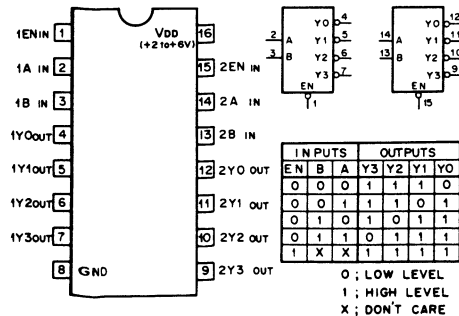 1EN IN 1
VDD
(+2 to +6V)
16
1A IN 2
15 2EN IN
1B IN 3
14 2A IN
1Y0 OUT 4
13 2B IN
1Y1 OUT 5
12 2Y0 OUT
1Y2 OUT 6
11 2Y1 OUT
1Y3 OUT 7
10 2Y2 OUT
8 GND
9 2Y3 OUT
2 A Y0 4
3 B Y1 5
Y2 6
Y3 7
EN
1
14 A Y0 12
13 B Y1 11
Y2 10
Y3 9
EN
15
INPUTS OUTPUTS
EN B A Y3 Y2 Y1 Y0
0 0 0 1 1 1 0
0 0 1 1 1 0 1
0 1 0 1 0 1 1
0 1 1 0 1 1 1
1 X X 1 1 1 1
0 ; LOW LEVEL
1 ; HIGH LEVEL
X ; DON'T CARE